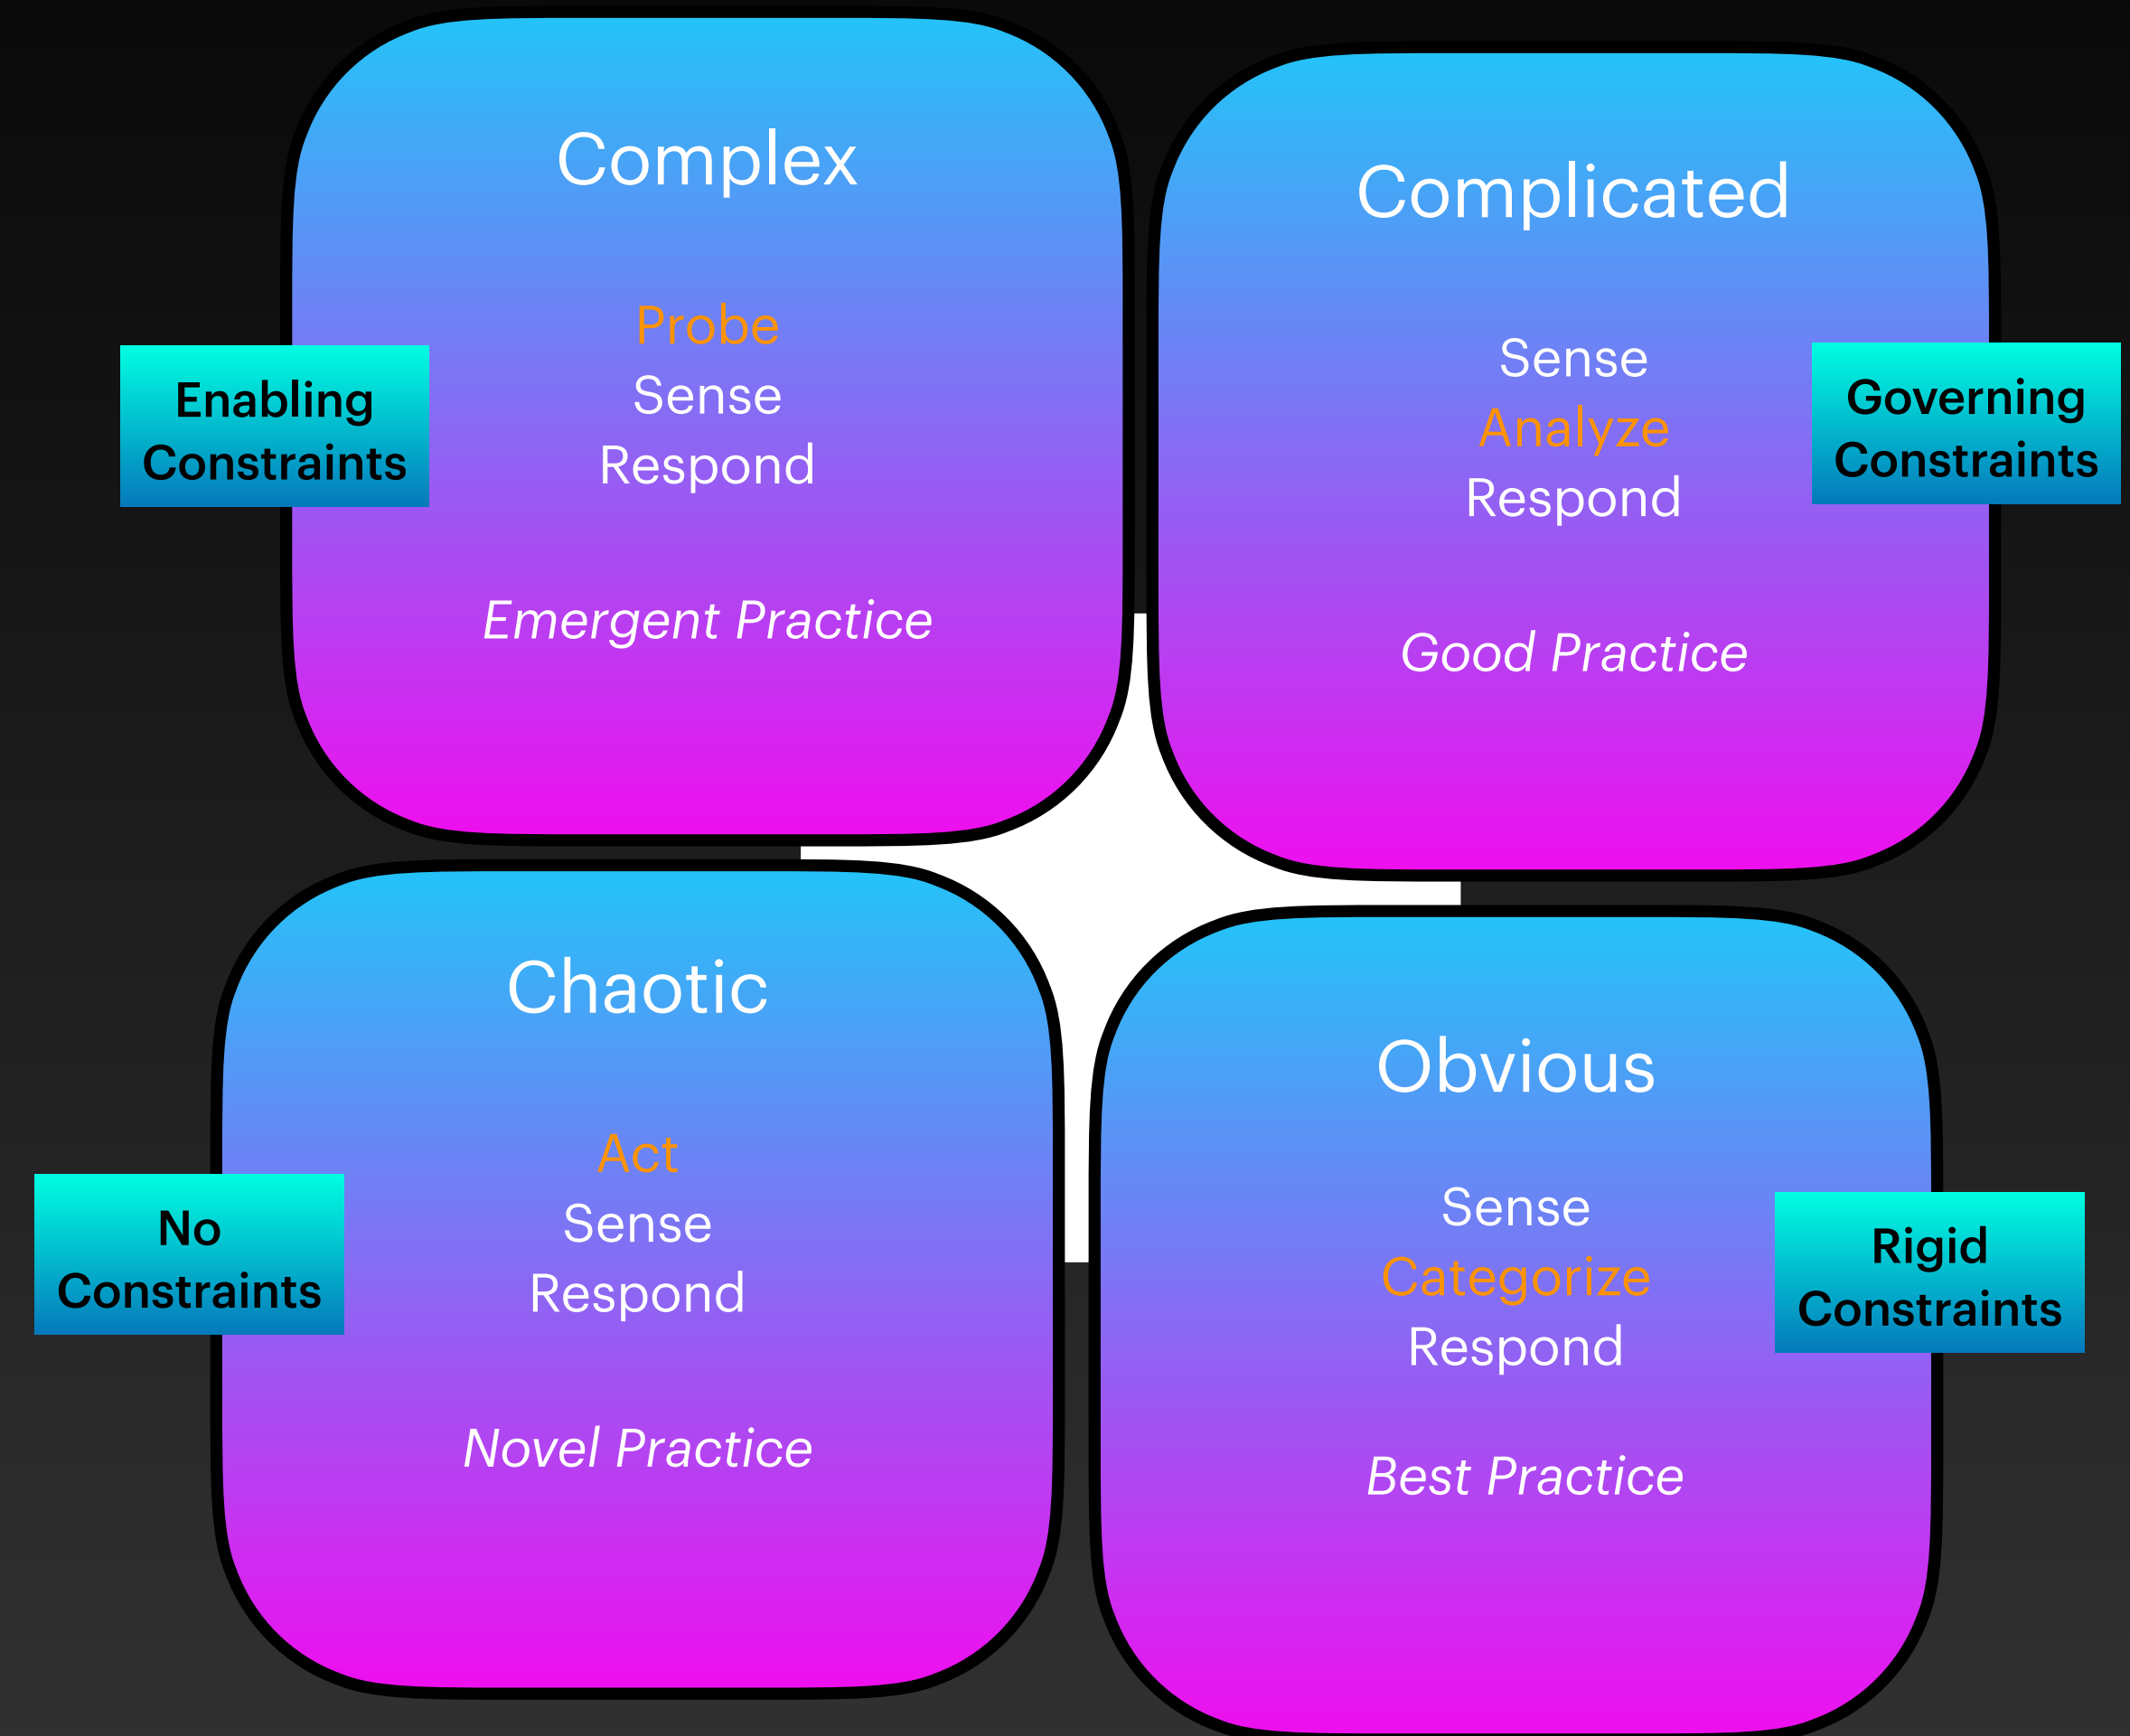 Complex
Probe
Sense
Respond
Emergent Practice
Enabling
Constraints
Complicated
Sense
Analyze
Respond
Good Practice
Governing
Constraints
Chaotic
Act
Sense
Respond
Novel Practice
No
Constraints
Obvious
Sense
Categorize
Respond
Best Practice
Rigid
Constraints